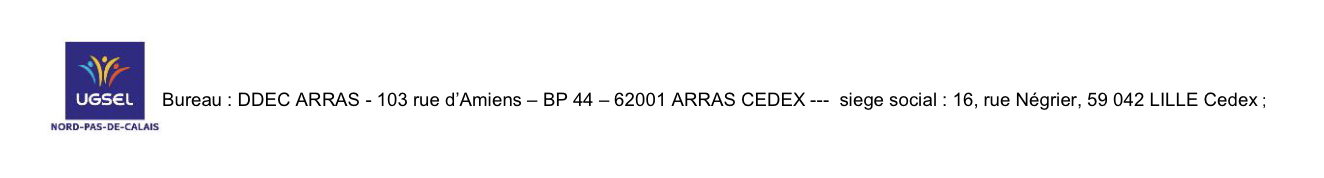 UGSEL
NORD-PAS-DE-CALAIS
Bureau : DDEC ARRAS - 103 rue d’Amiens – BP 44 – 62001 ARRAS CEDEX --- siege social : 16, rue Négrier, 59 042 LILLE Cedex ;